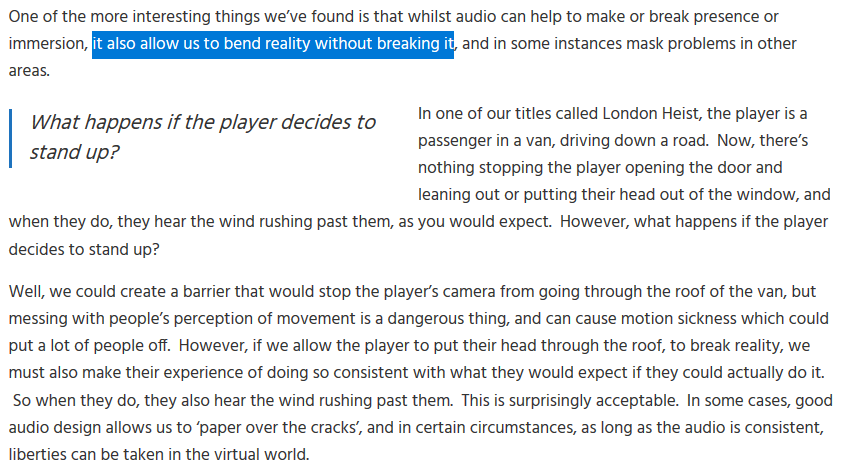 One of the more interesting things we've found is that whilst audio can help to make or break presence or
immersion, it also allow us to bend reality without breaking it, and in some instances mask problems in other
areas.
What happens if the player decides to
stand up?
In one of our titles called London Heist, the player is a
passenger in a van, driving down a road.  Now, there's
nothing stopping the player opening the door and
leaning out or putting their head out of the window, and
when they do, they hear the wind rushing past them, as you would expect.  However, what happens if the player
decides to stand up?
Well, we could create a barrier that would stop the player's camera from going through the roof of the van, but
messing with people's perception of movement is a dangerous thing, and can cause motion sickness which could
put a lot of people off.  However, if we allow the player to put their head through the roof, to break reality, we
must also make their experience of doing so consistent with what they would expect if they could actually do it.
So when they do, they also hear the wind rushing past them.  This is surprisingly acceptable.  In some cases, good
audio design allows us to 'paper over the cracks', and in certain circumstances, as long as the audio is consistent,
liberties can be taken in the virtual world.